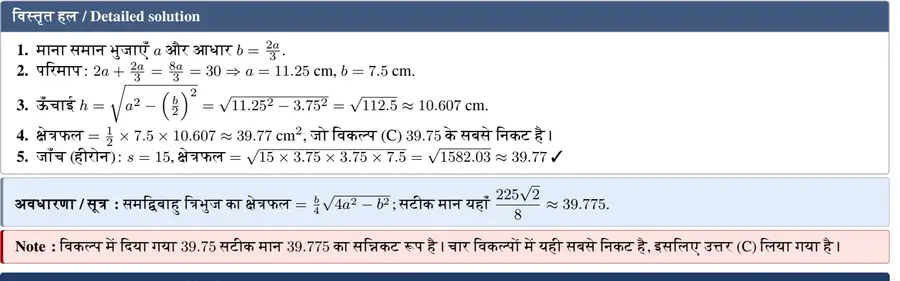 विस्तृत हल / Detailed solution
1. माना समान भुजाएँ a और आधार b = 2a/3.
2. परिमाप: 2a + 2a/3 = 8a/3 = 30 ⇒ a = 11.25 cm, b = 7.5 cm.
3. ऊँचाई h = √(a² − (b/2)²) = √(11.25² − 3.75²) = √112.5 ≈ 10.607 cm.
4. क्षेत्रफल = 1/2 × 7.5 × 10.607 ≈ 39.77 cm², जो विकल्प (C) 39.75 के सबसे निकट है।
5. जाँच (हीरोन): s = 15, क्षेत्रफल = √(15 × 3.75 × 3.75 × 7.5) = √1582.03 ≈ 39.77 ✓
अवधारणा / सूत्र : समद्विबाहु त्रिभुज का क्षेत्रफल = b/4 √(4a² − b²); सटीक मान यहाँ 225√2/8 ≈ 39.775.
Note : विकल्प में दिया गया 39.75 सटीक मान 39.775 का सन्निकट रूप है। चार विकल्पों में यही सबसे निकट है, इसलिए उत्तर (C) लिया गया है।